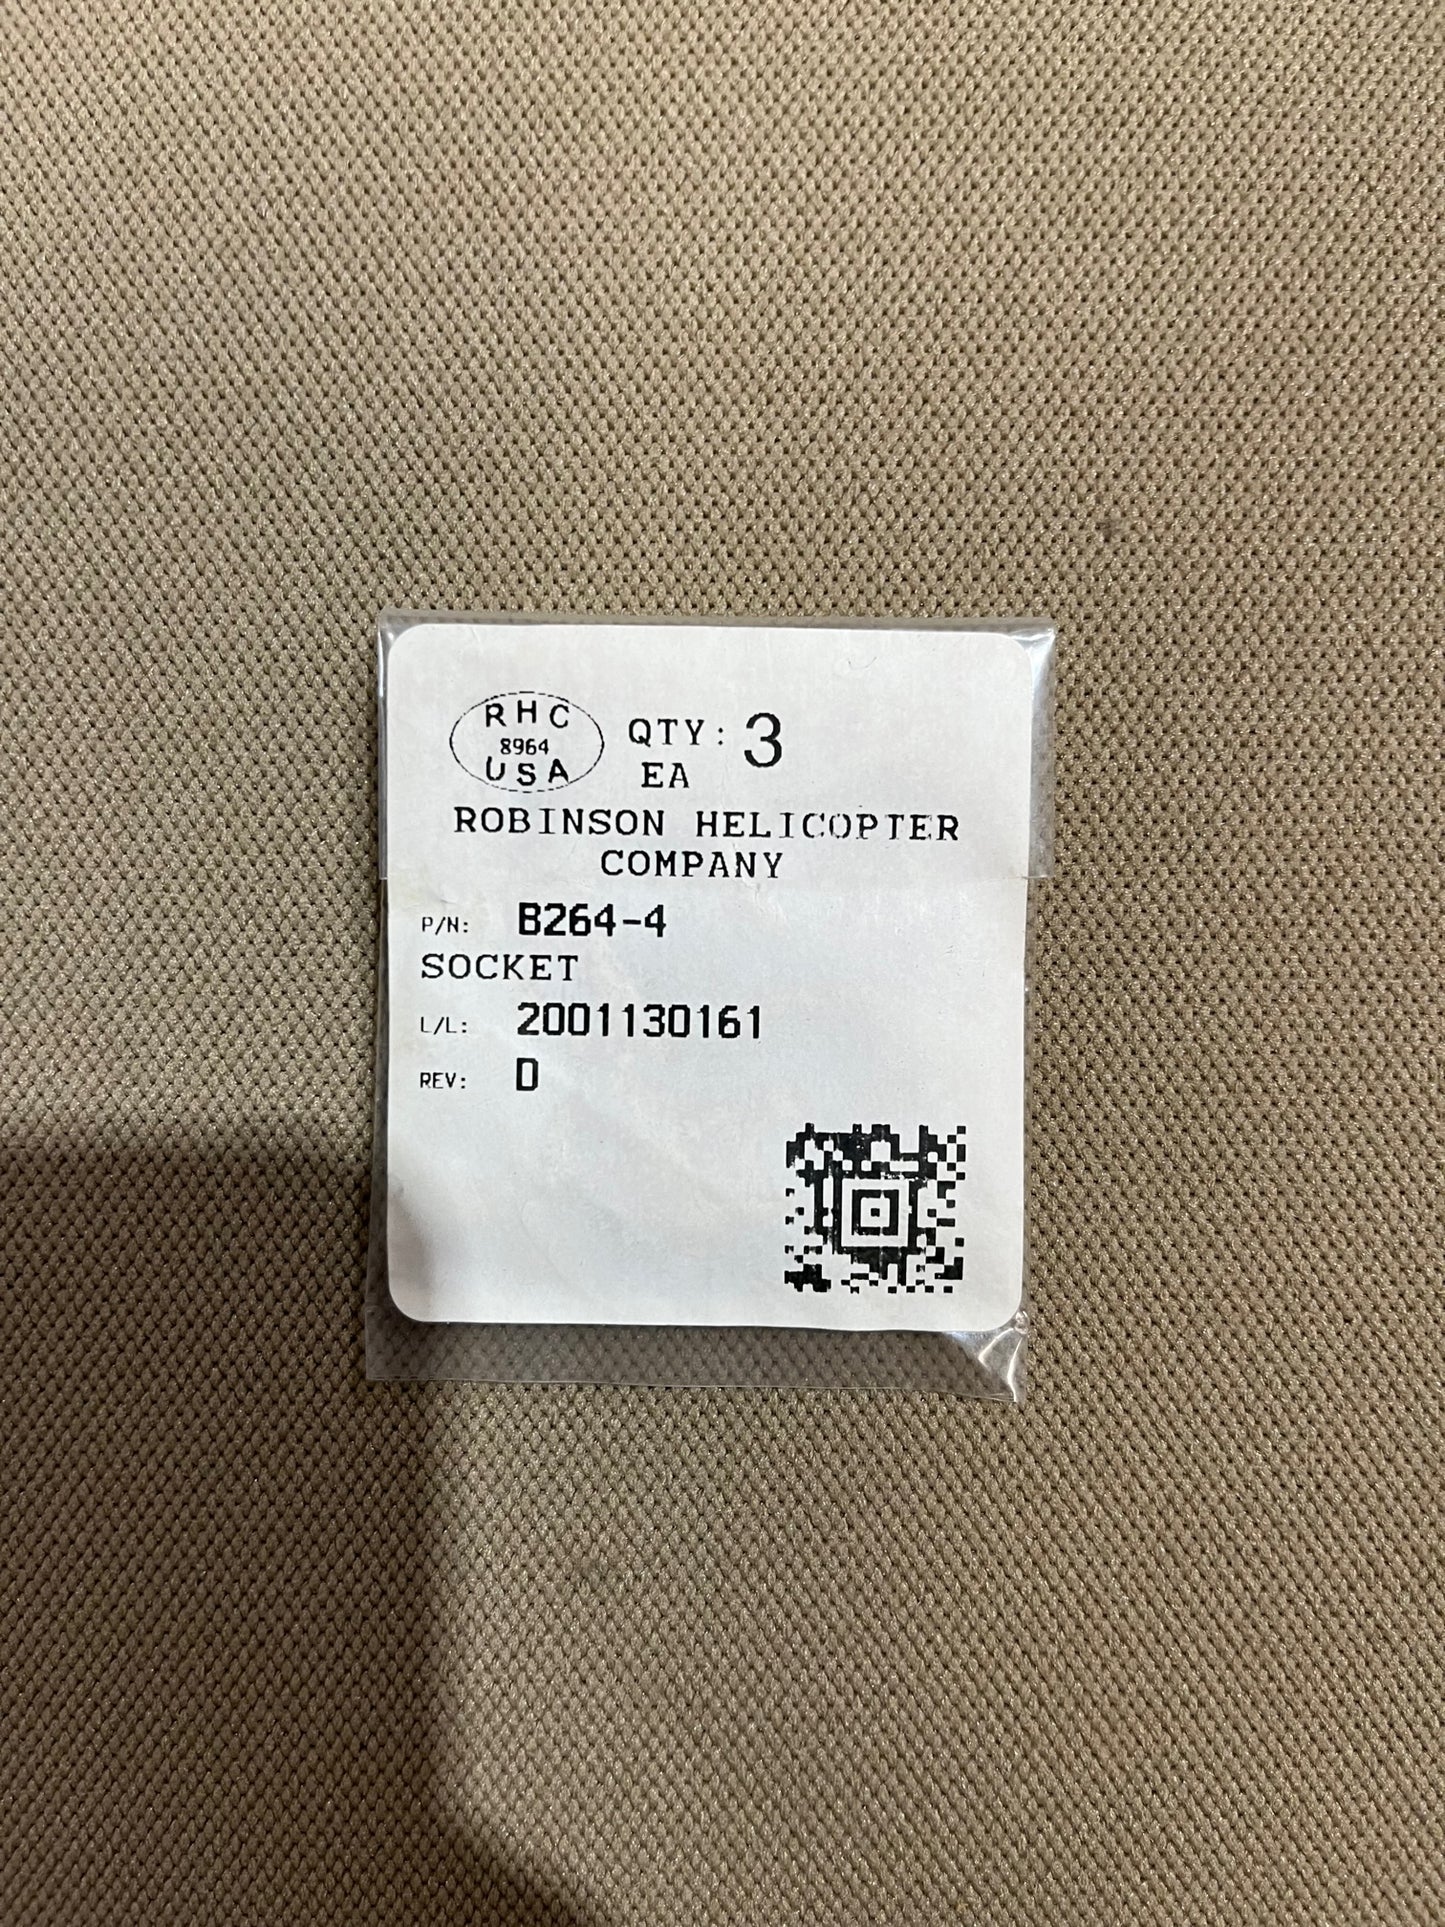 RHC
8964
USA
QTY: 3
EA
ROBINSON HELICOPTER
COMPANY
P/N: B264-4
SOCKET
L/L: 2001130161
REV: D